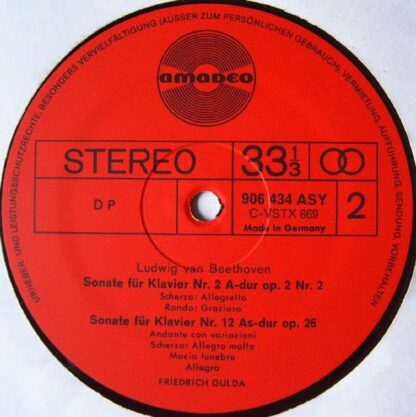 URHEBER- UND LEISTUNGSSCHUTZRECHTE, BESONDERS VERVIELFÄLTIGUNG (AUSSER ZUM PERSÖNLICHEN GEBRAUCH), VERMIETUNG, AUFFÜHRUNG, SENDUNG, VORBEHALTEN
amadeo
STEREO 33 1/3
DP 906 434 ASY
C-VSTX 869 2
Made in Germany
Ludwig van Beethoven
Sonate für Klavier Nr. 2 A-dur op. 2 Nr. 2
Scherzo: Allegretto
Rondo: Grazioso
Sonate für Klavier Nr. 12 As-dur op. 26
Andante con variazioni
Scherzo: Allegro molto
Macia funebre
Allegro
FRIEDRICH GULDA